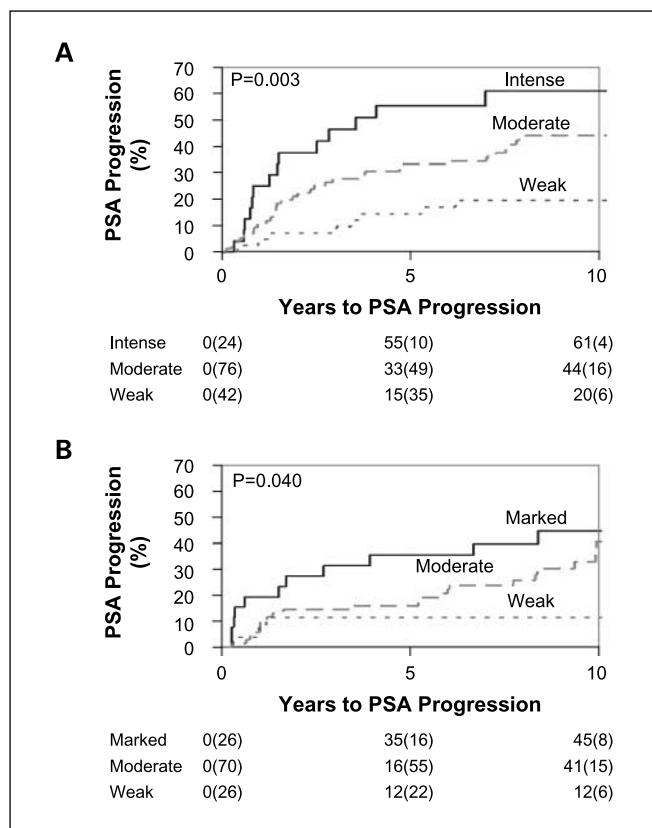 A
PSA Progression
(%)
70
60
50
40
30
20
10
0
P=0.003
Intense
Moderate
Weak
0 5 10
Years to PSA Progression
Intense 0(24) 55(10) 61(4)
Moderate 0(76) 33(49) 44(16)
Weak 0(42) 15(35) 20(6)
B
PSA Progression
(%)
70
60
50
40
30
20
10
0
P=0.040
Marked
Moderate
Weak
0 5 10
Years to PSA Progression
Marked 0(26) 35(16) 45(8)
Moderate 0(70) 16(55) 41(15)
Weak 0(26) 12(22) 12(6)